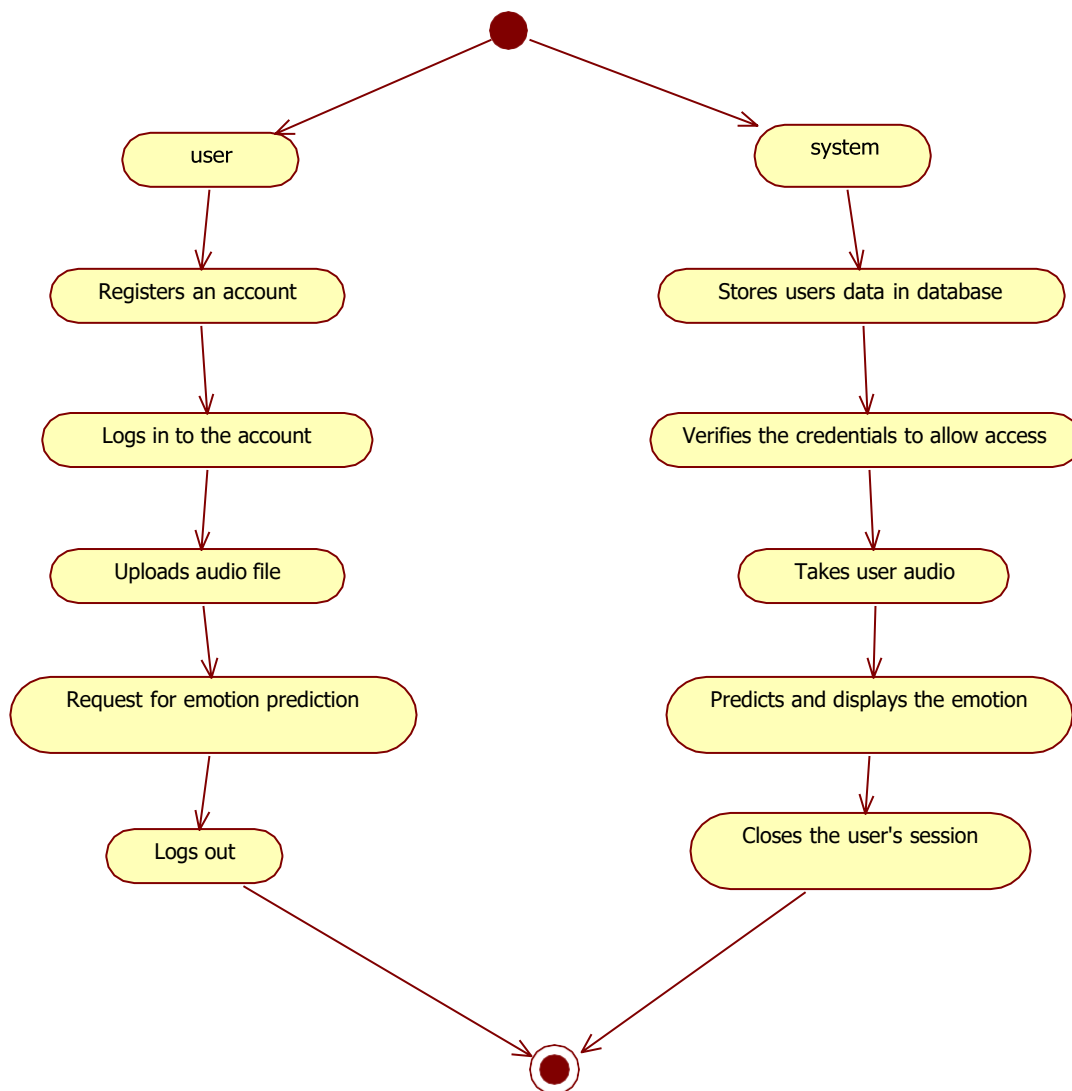 user
system
Registers an account
Stores users data in database
Logs in to the account
Verifies the credentials to allow access
Uploads audio file
Takes user audio
Request for emotion prediction
Predicts and displays the emotion
Logs out
Closes the user's session